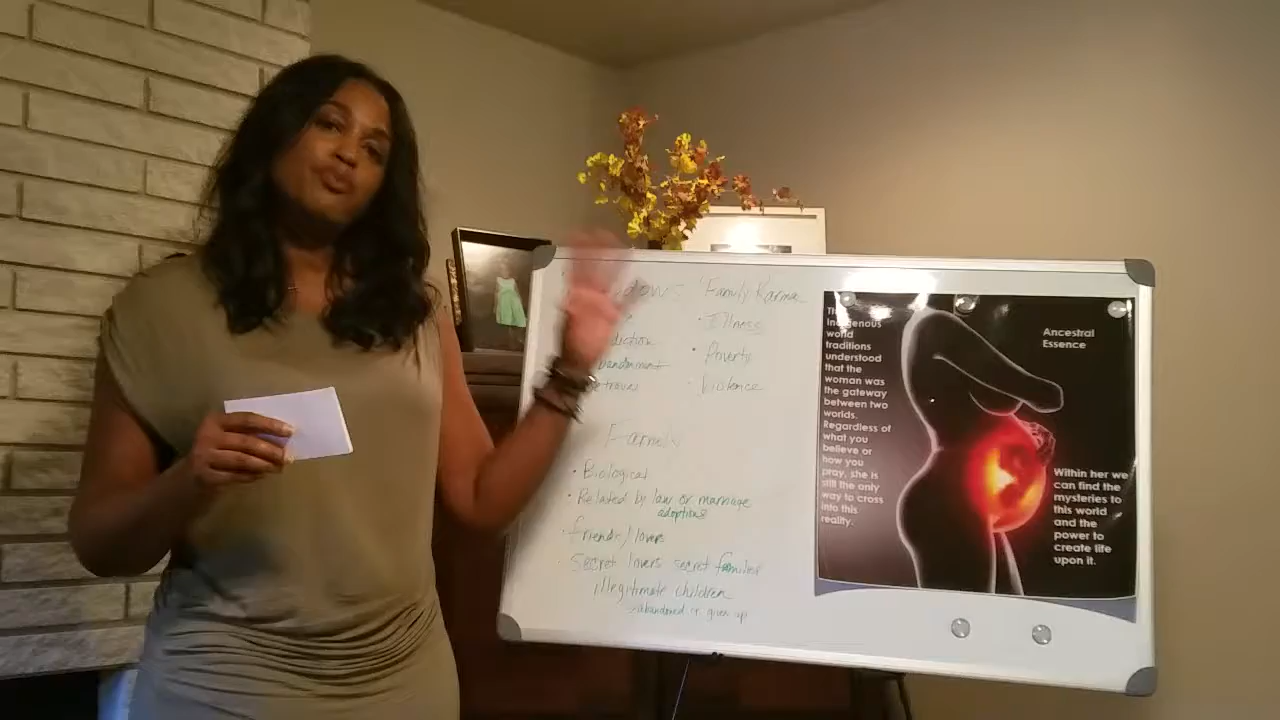 'Family Karma
• Illness
• Poverty
• Violence
Family
• Biological
• Related by law or marriage
adoptions
• friends/lovers
• Secret lovers secret families
illegitimate children
abandoned or given up
The
Indigenous
world
traditions
understood
that the
woman was
the gateway
between two
worlds.
Regardless of
what you
believe or
how you
pray, she is
still the only
way to cross
into this
reality.
Ancestral
Essence
Within her we
can find the
mysteries to
this world
and the
power to
create life
upon it.